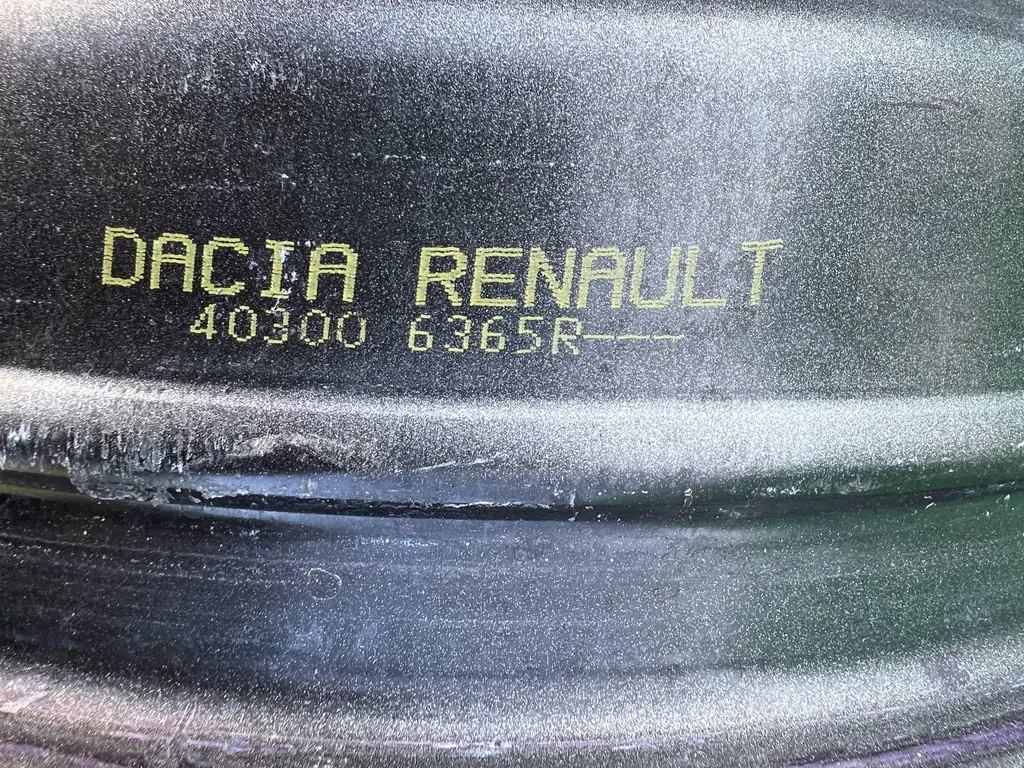 DACIA RENAULT
40300 6365R---